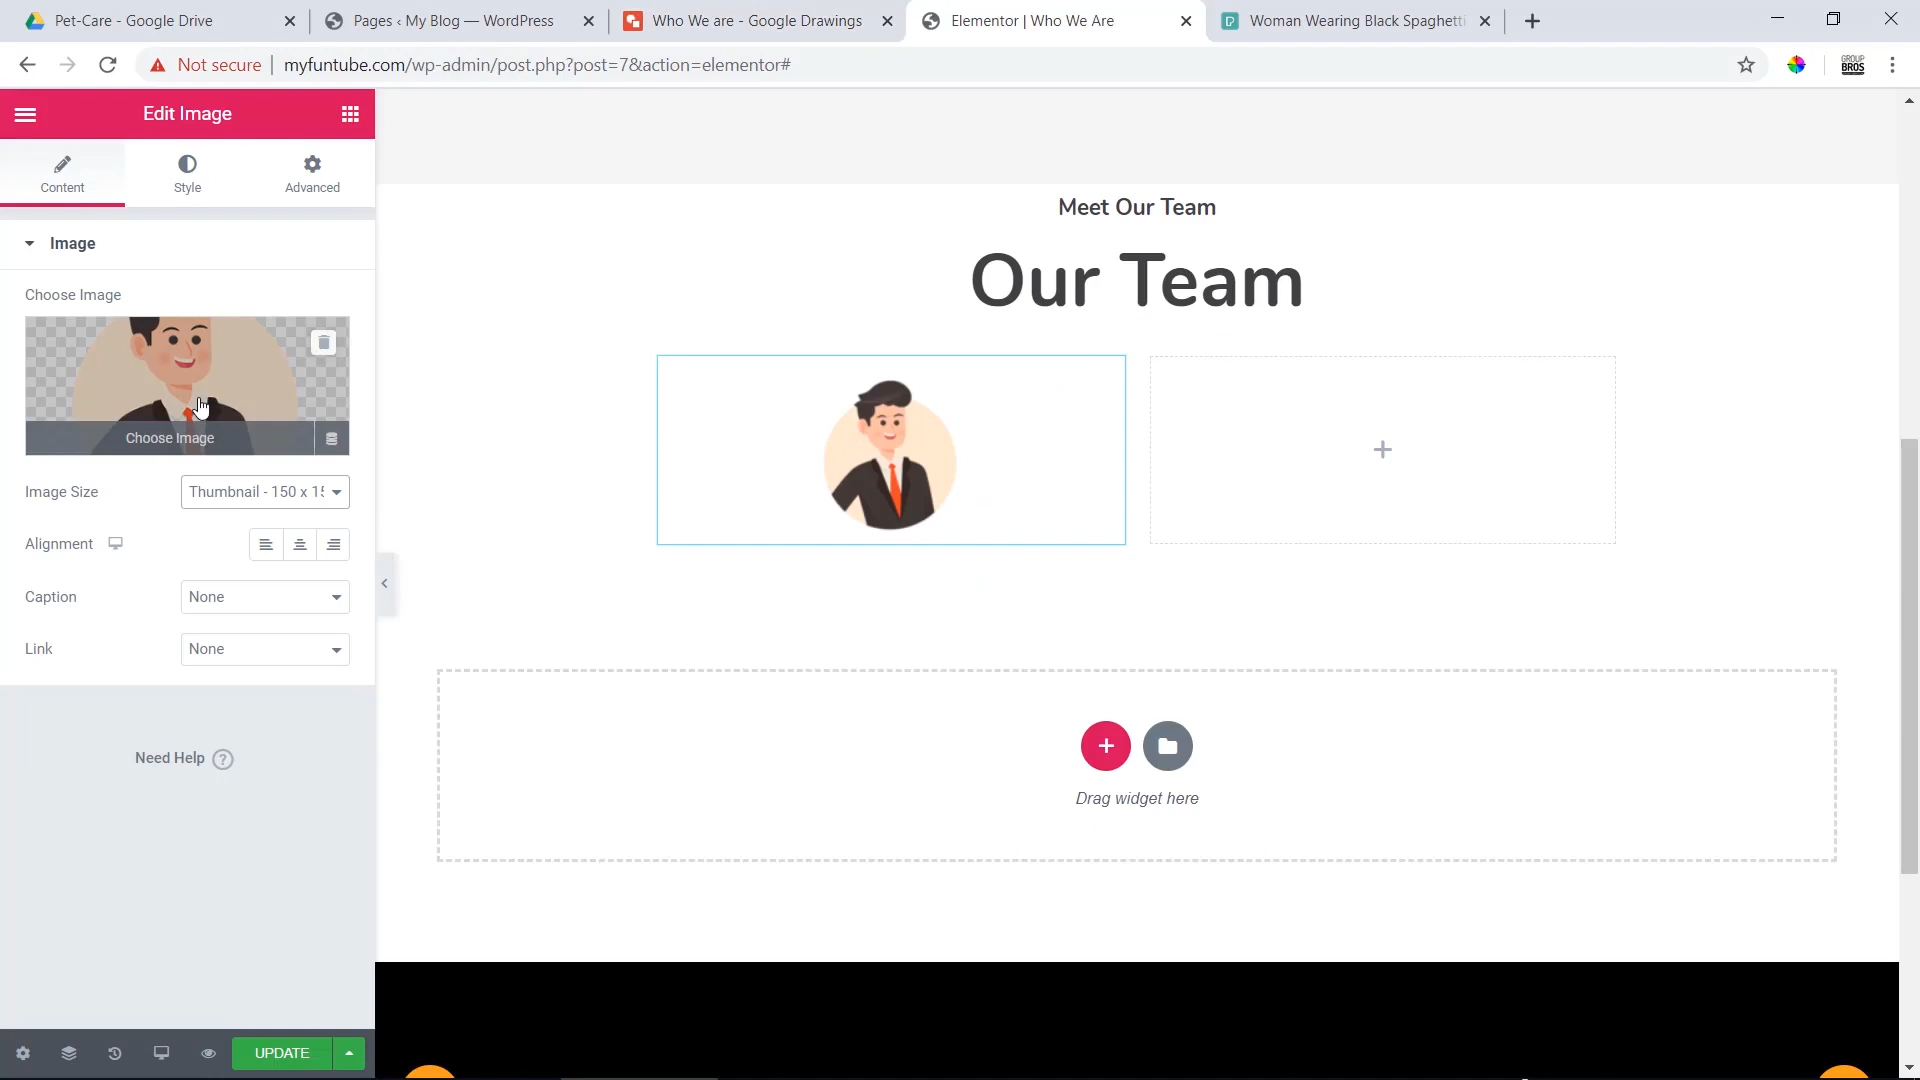 Pet-Care - Google Drive
Pages ‹ My Blog — WordPress
Who We are - Google Drawings
Elementor | Who We Are
Woman Wearing Black Spaghetti
Not secure
myfuntube.com/wp-admin/post.php?post=7&action=elementor#
GROUP
BROS
Edit Image
Content
Style
Advanced
Image
Choose Image
Choose Image
Image Size
Thumbnail - 150 x 15
Alignment
Caption
None
Link
None
Need Help ?
UPDATE
Meet Our Team
Our Team
Drag widget here